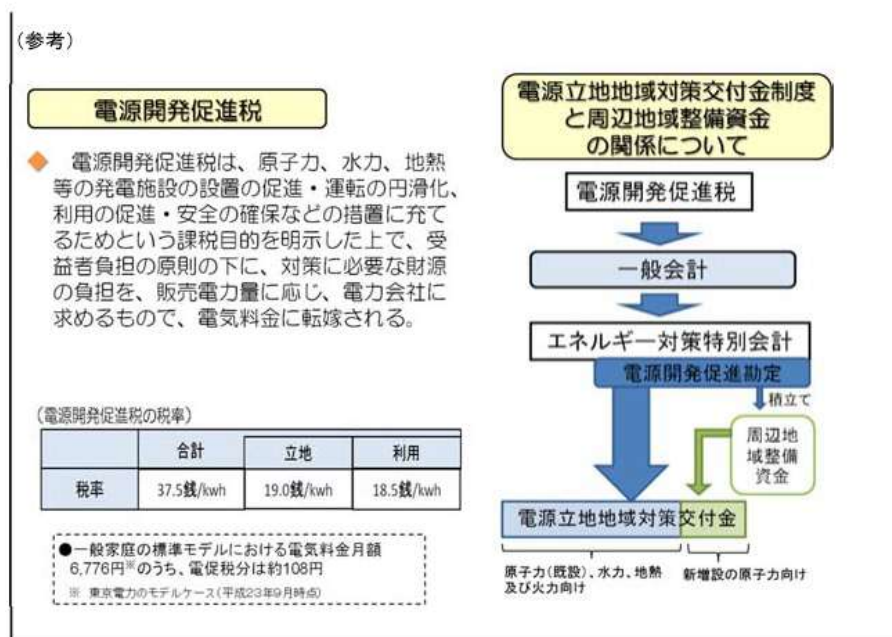 (参考)
電源開発促進税
◆ 電源開発促進税は、原子力、水力、地熱
等の発電施設の設置の促進・運転の円滑化、
利用の促進・安全の確保などの措置に充て
るためという課税目的を明示した上で、受
益者負担の原則の下に、対策に必要な財源
の負担を、販売電力量に応じ、電力会社に
求めるもので、電気料金に転嫁される。
(電源開発促進税の税率)
合計 立地 利用
税率 37.5銭/kwh 19.0銭/kwh 18.5銭/kwh
●一般家庭の標準モデルにおける電気料金月額
6,776円※のうち、電促税分は約108円
※ 東京電力のモデルケース(平成23年9月時点)
電源立地地域対策交付金制度
と周辺地域整備資金
の関係について
電源開発促進税
一般会計
エネルギー対策特別会計
電源開発促進勘定
積立て
周辺地
域整備
資金
電源立地地域対策交付金
原子力(既設)、水力、地熱
及び火力向け
新増設の原子力向け